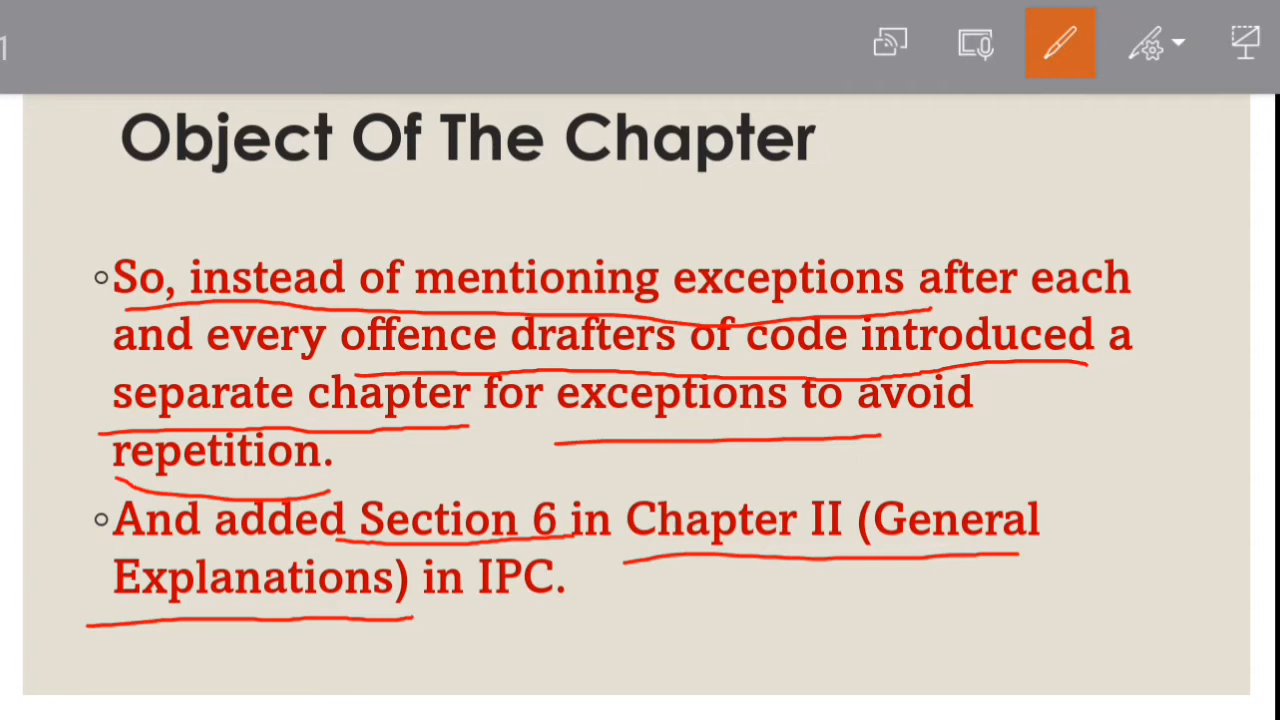 1
Object Of The Chapter
So, instead of mentioning exceptions after each
and every offence drafters of code introduced a
separate chapter for exceptions to avoid
repetition.
And added Section 6 in Chapter II (General
Explanations) in IPC.